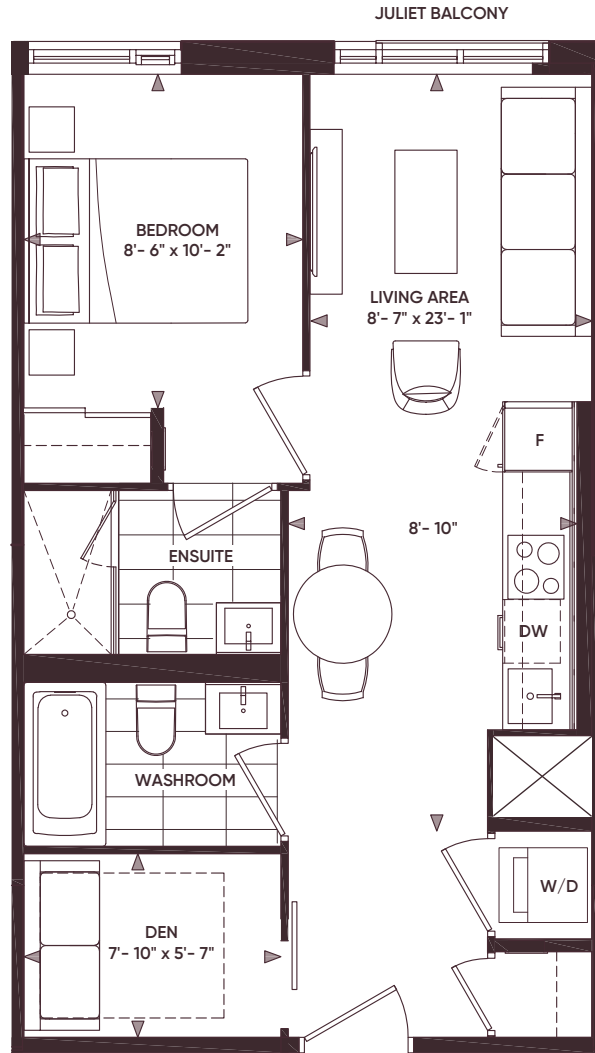 JULIET BALCONY
BEDROOM
8'- 6" x 10'- 2"
LIVING AREA
8'- 7" x 23'- 1"
F
8'- 10"
ENSUITE
DW
WASHROOM
W/D
DEN
7'- 10" x 5'- 7"